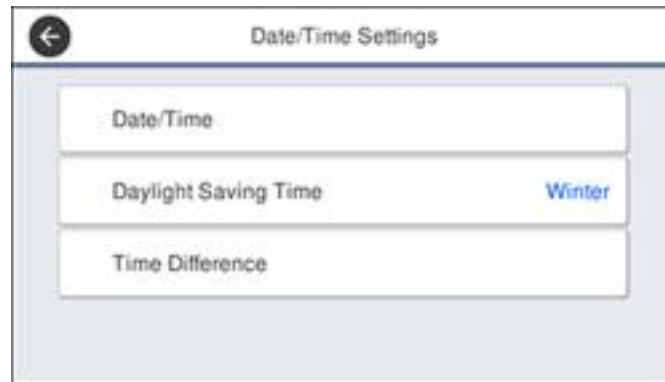 Date/Time Settings
Date/Time
Daylight Saving Time Winter
Time Difference